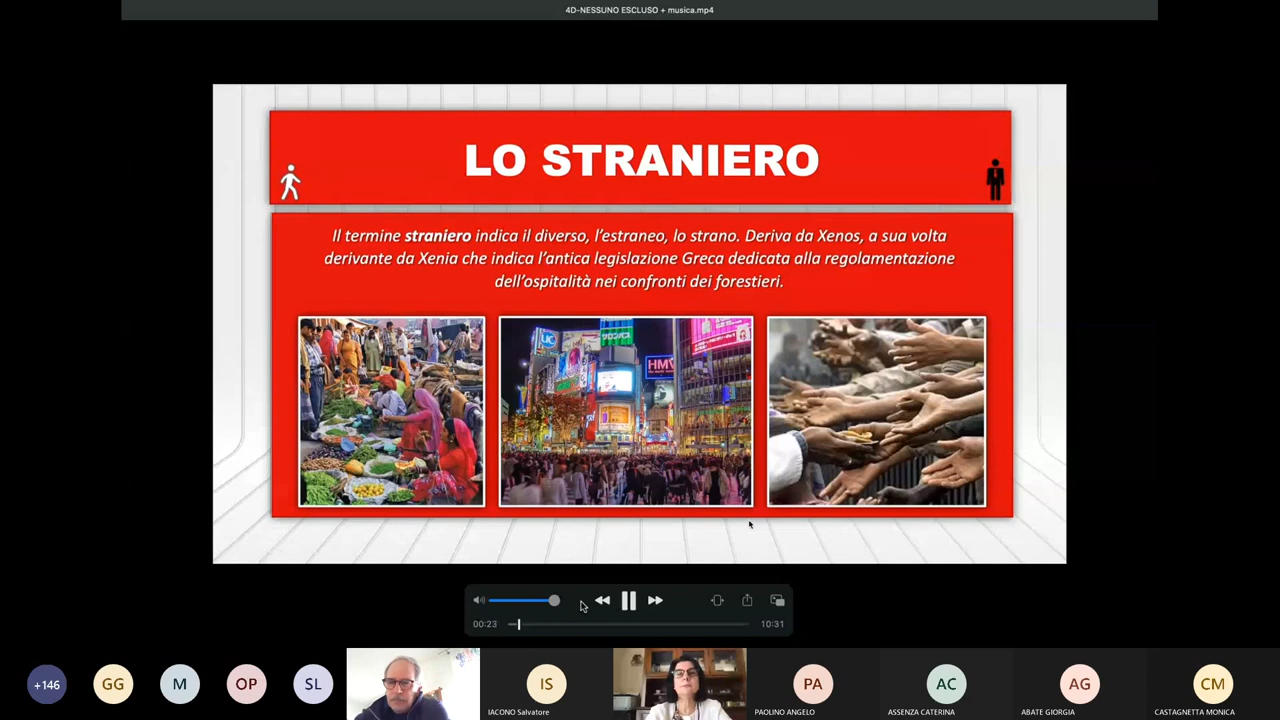 4D-NESSUNO ESCLUSO + musica.mp4
LO STRANIERO
Il termine straniero indica il diverso, l'estraneo, lo strano. Deriva da Xenos, a sua volta
derivante da Xenia che indica l'antica legislazione Greca dedicata alla regolamentazione
dell'ospitalità nei confronti dei forestieri.
UC
HMV
00:23
10:31
+146
GG
M
OP
SL
IS
PA
AC
AG
CM
IACONO Salvatore
PAOLINO ANGELO
ASSENZA CATERINA
ABATE GIORGIA
CASTAGNETTA MONICA